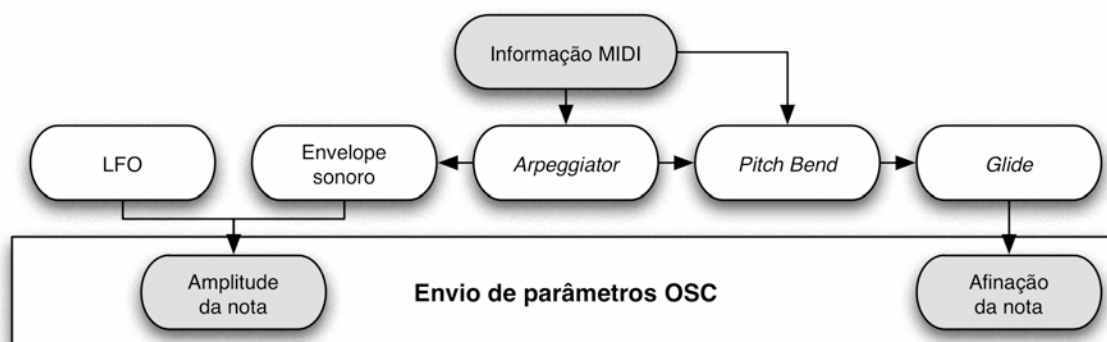 Informação MIDI
LFO
Envelope
sonoro
Arpeggiator
Pitch Bend
Glide
Amplitude
da nota
Envio de parâmetros OSC
Afinação
da nota